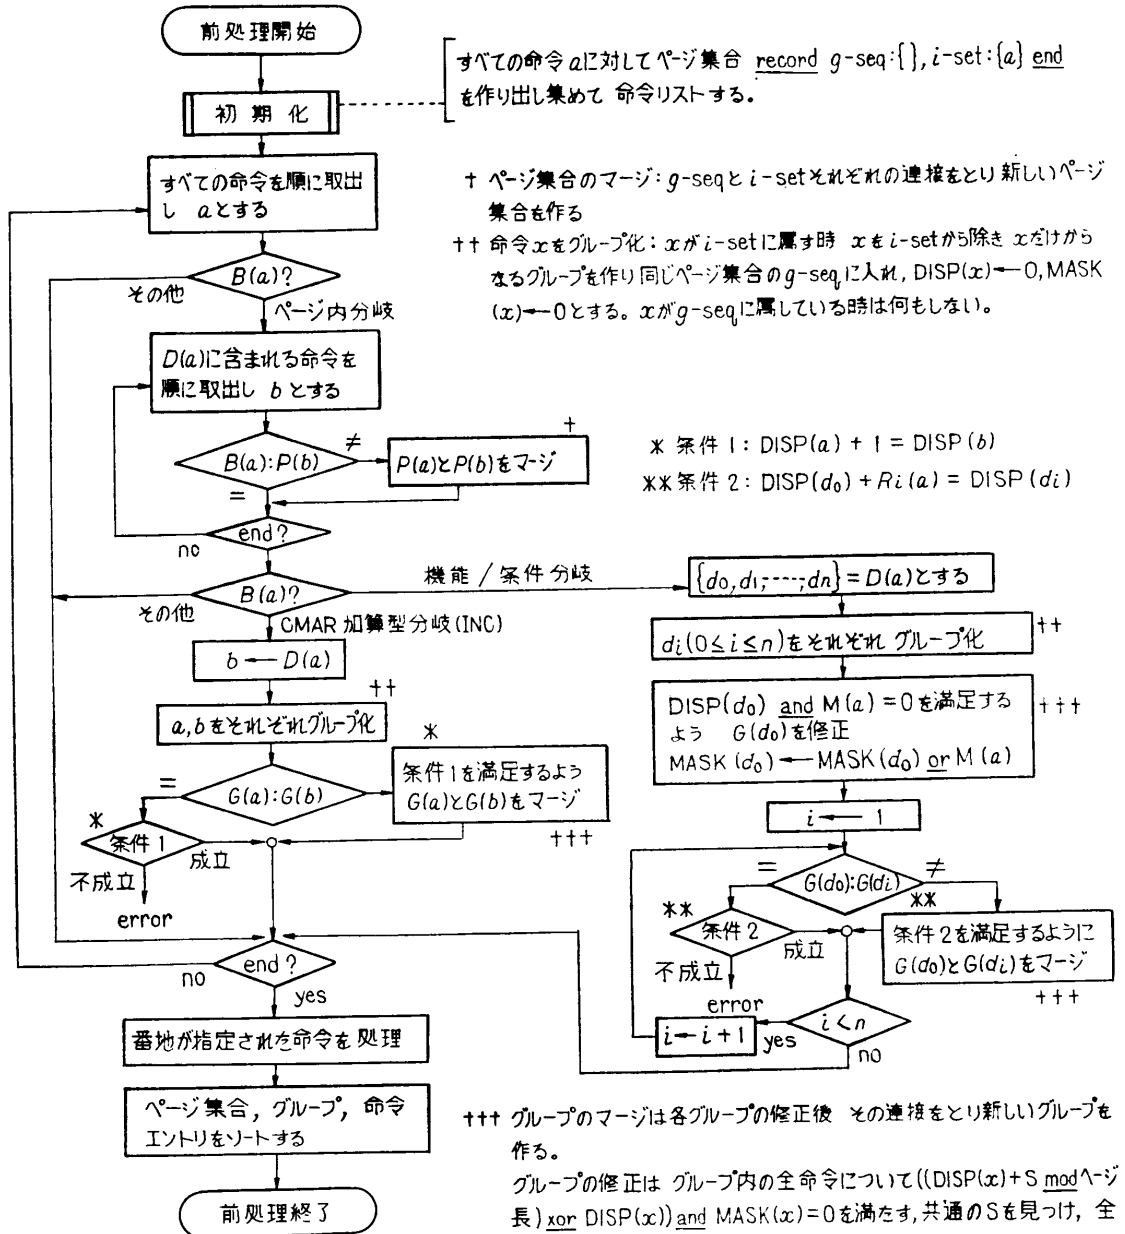 前処理開始
すべての命令aに対してページ集合 record g-seq:{}, i-set:{a} end
を作り出し集めて 命令リストする。
初期化
すべての命令を順に取出
し aとする
† ページ集合のマージ:g-seqとi-setそれぞれの連接をとり新しいページ
集合を作る
†† 命令xをグループ化:xがi-setに属す時 xをi-setから除きxだけから
なるグループを作り同じページ集合のg-seqに入れ,DISP(x)←0,MASK
(x)←0とする。xがg-seqに属している時は何もしない。
B(a)?
その他
ページ内分岐
D(a)に含まれる命令を
順に取出し bとする
B(a):P(b)
≠
=
†
P(a)とP(b)をマージ
* 条件1:DISP(a)+1=DISP(b)
** 条件2:DISP(d₀)+Ri(a)=DISP(di)
end?
no
B(a)?
その他
機能/条件分岐
CMAR加算型分岐(INC)
b←D(a)
††
a,bをそれぞれグループ化
G(a):G(b)
=
*
条件1を満足するよう
G(a)とG(b)をマージ
†††
*
条件1
成立
不成立
error
{d₀,d₁,----,dn}=D(a)とする
di(0≤i≤n)をそれぞれ グループ化
††
DISP(d₀) and M(a)=0を満足する
よう G(d₀)を修正
MASK(d₀)←MASK(d₀) or M(a)
†††
i←1
G(d₀):G(di)
=
≠
**
**
条件2
成立
不成立
error
条件2を満足するように
G(d₀)とG(di)をマージ
†††
i<n
yes
no
i←i+1
end?
no
yes
番地が指定された命令を処理
ページ集合,グループ,命令
エントリをソートする
前処理終了
††† グループのマージは各グループの修正後 その連接をとり新しいグループを
作る。
グループの修正は グループ内の全命令について((DISP(x)+S modページ
長) xor DISP(x)) and MASK(x)=0を満たす,共通のSを見つけ,全